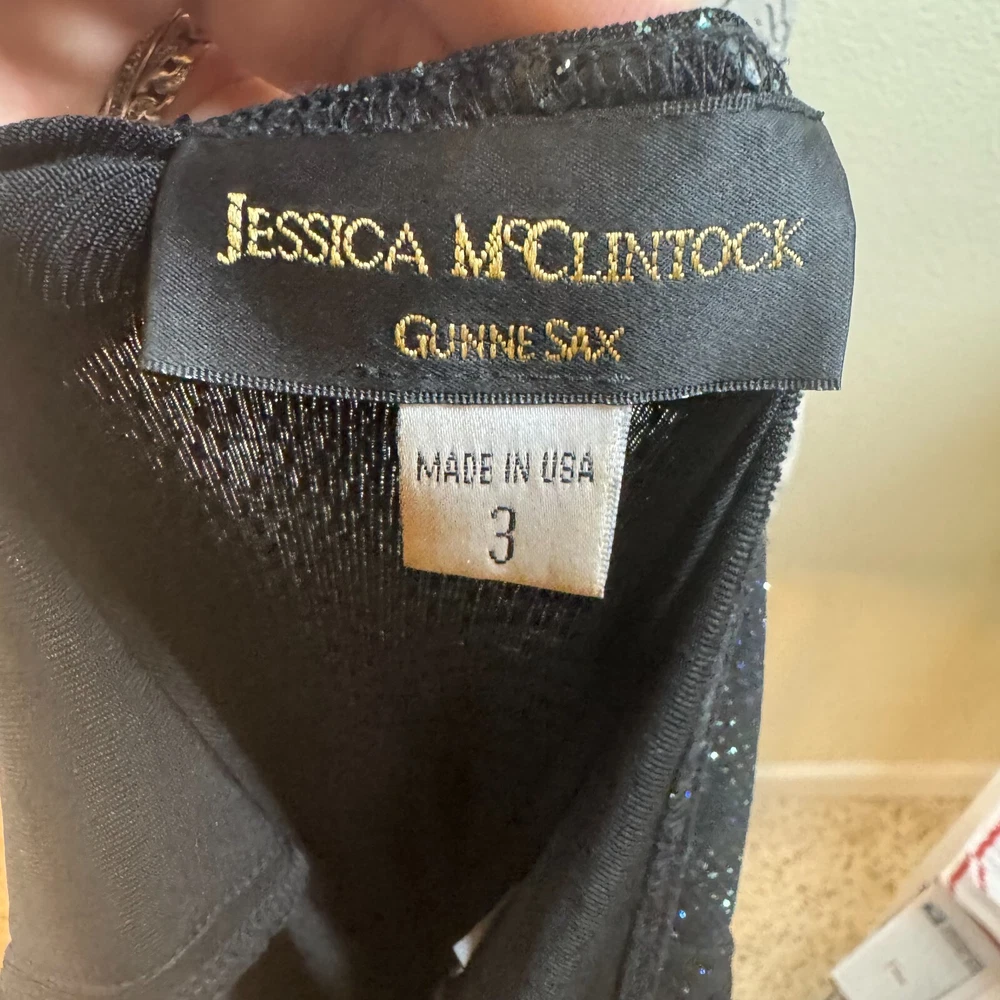 JESSICA MCCLINTOCK
GUNNE SAX
MADE IN USA
3